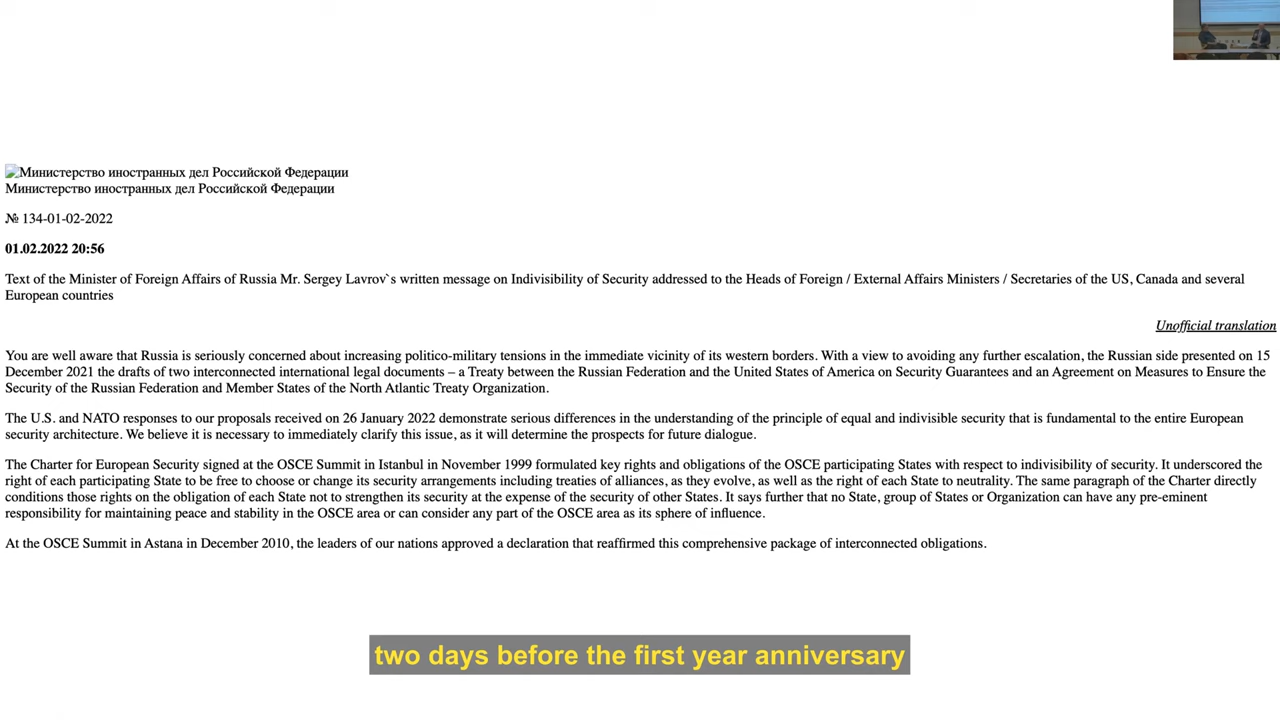 Министерство иностранных дел Российской Федерации
Министерство иностранных дел Российской Федерации
№ 134-01-02-2022
01.02.2022 20:56
Text of the Minister of Foreign Affairs of Russia Mr. Sergey Lavrov`s written message on Indivisibility of Security addressed to the Heads of Foreign / External Affairs Ministers / Secretaries of the US, Canada and several
European countries
Unofficial translation
You are well aware that Russia is seriously concerned about increasing politico-military tensions in the immediate vicinity of its western borders. With a view to avoiding any further escalation, the Russian side presented on 15
December 2021 the drafts of two interconnected international legal documents – a Treaty between the Russian Federation and the United States of America on Security Guarantees and an Agreement on Measures to Ensure the
Security of the Russian Federation and Member States of the North Atlantic Treaty Organization.
The U.S. and NATO responses to our proposals received on 26 January 2022 demonstrate serious differences in the understanding of the principle of equal and indivisible security that is fundamental to the entire European
security architecture. We believe it is necessary to immediately clarify this issue, as it will determine the prospects for future dialogue.
The Charter for European Security signed at the OSCE Summit in Istanbul in November 1999 formulated key rights and obligations of the OSCE participating States with respect to indivisibility of security. It underscored the
right of each participating State to be free to choose or change its security arrangements including treaties of alliances, as they evolve, as well as the right of each State to neutrality. The same paragraph of the Charter directly
conditions those rights on the obligation of each State not to strengthen its security at the expense of the security of other States. It says further that no State, group of States or Organization can have any pre-eminent
responsibility for maintaining peace and stability in the OSCE area or can consider any part of the OSCE area as its sphere of influence.
At the OSCE Summit in Astana in December 2010, the leaders of our nations approved a declaration that reaffirmed this comprehensive package of interconnected obligations.
two days before the first year anniversary